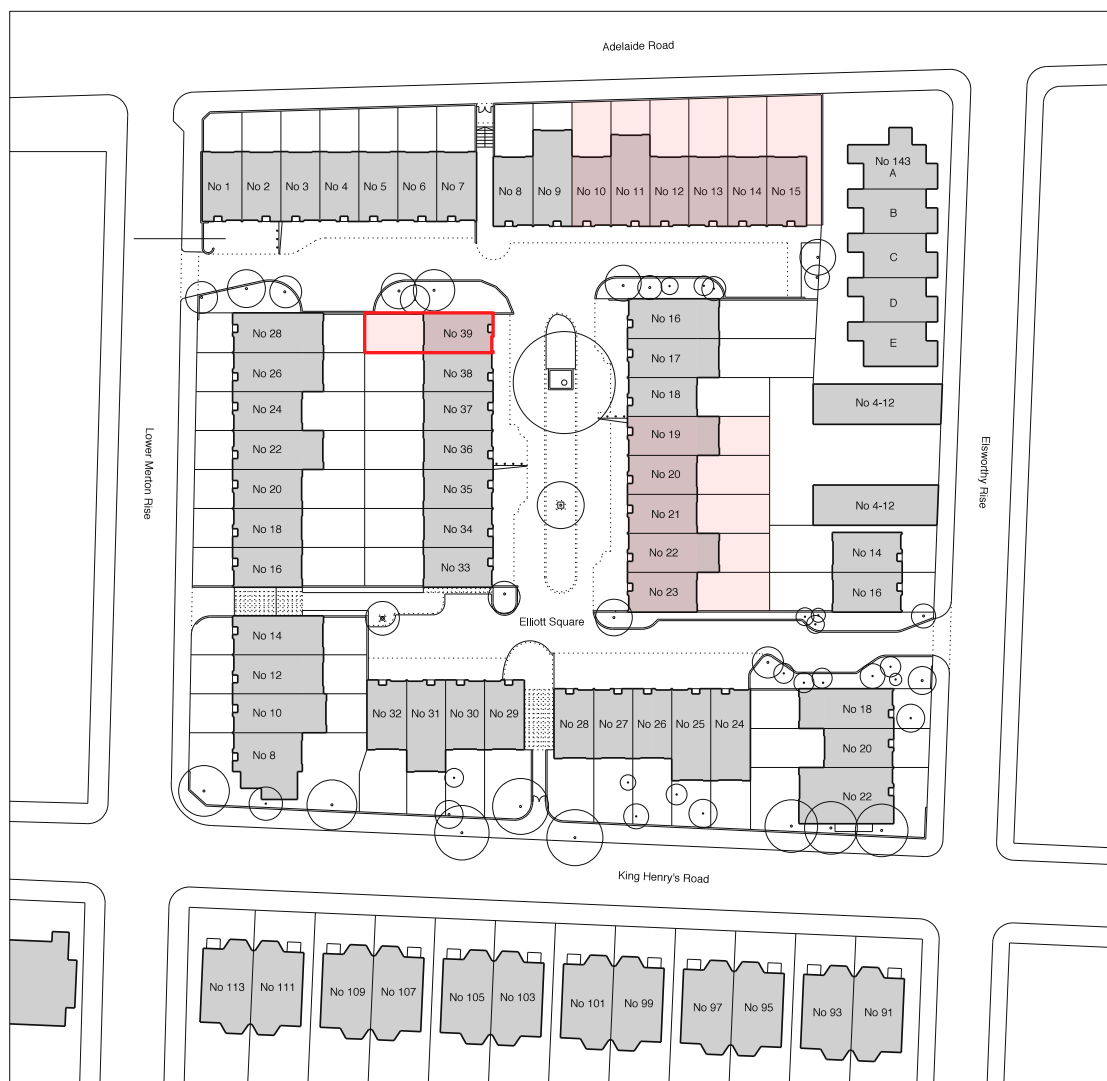 Adelaide Road
No 1
No 2
No 3
No 4
No 5
No 6
No 7
No 8
No 9
No 10
No 11
No 12
No 13
No 14
No 15
No 143
A
B
C
D
E
No 28
No 26
No 24
No 22
No 20
No 18
No 16
No 39
No 38
No 37
No 36
No 35
No 34
No 33
No 16
No 17
No 18
No 19
No 20
No 21
No 22
No 23
No 4-12
No 4-12
No 14
No 16
Lower Merton Rise
Elsworthy Rise
Elliott Square
No 14
No 12
No 10
No 8
No 32
No 31
No 30
No 29
No 28
No 27
No 26
No 25
No 24
No 18
No 20
No 22
King Henry's Road
No 113
No 111
No 109
No 107
No 105
No 103
No 101
No 99
No 97
No 95
No 93
No 91